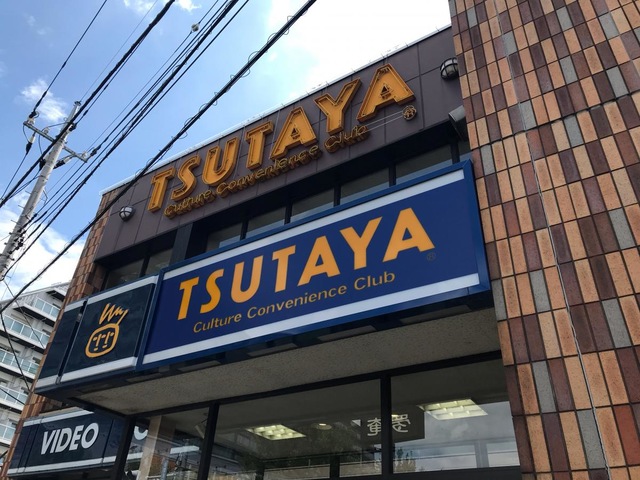 TSUTAYA
Culture Convenience Club
TSUTAYA
Culture Convenience Club
VIDEO